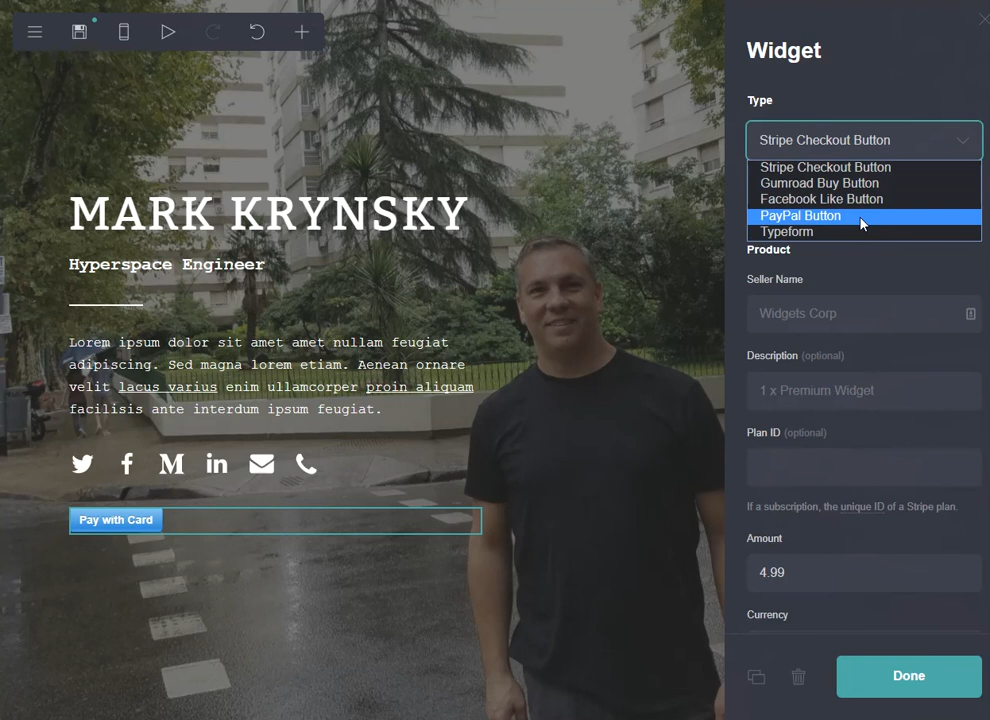 MARK KRYNSKY
Hyperspace Engineer
Lorem ipsum dolor sit amet amet nullam feugiat
adipiscing. Sed magna lorem etiam. Aenean ornare
velit lacus varius enim ullamcorper proin aliquam
facilisis ante interdum ipsum feugiat.
Pay with Card
Widget
Type
Stripe Checkout Button
Stripe Checkout Button
Gumroad Buy Button
Facebook Like Button
PayPal Button
Typeform
Product
Seller Name
Widgets Corp
Description (optional)
1 x Premium Widget
Plan ID (optional)
If a subscription, the unique ID of a Stripe plan.
Amount
4.99
Currency
Done